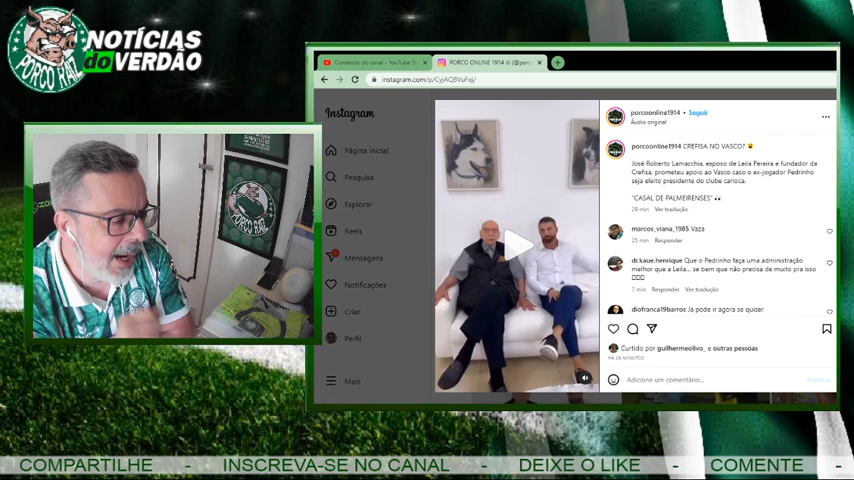 NOTÍCIAS
do VERDÃO
PORCO RAIZ
Conteúdo do canal - YouTube
PORCO ONLINE 1914
instagram.com/p/CyjAQBVuFoj/
Instagram
Página inicial
Pesquisa
Explorar
Reels
Mensagens
Notificações
Criar
Perfil
Mais
porcoonline1914 • Seguir
Áudio original
porcoonline1914 CREFISA NO VASCO? 😮
José Roberto Lamacchia, esposo de Leila Pereira e fundador da
Crefisa, prometeu apoio ao Vasco caso o ex-jogador Pedrinho
seja eleito presidente do clube carioca.
"CASAL DE PALMEIRENSES" 👀
28 min Ver tradução
marcos_viana_1985 Vaza
25 min Responder
dr.kaue.henrique Que o Pedrinho faça uma administração
melhor que a Leila... se bem que não precisa de muito pra isso
7 min Responder Ver tradução
diofranca19barros Ja pode ir agora se quiser
Curtido por guilhermeolivo_ e outras pessoas
HÁ 28 MINUTOS
Adicione um comentário...
Publicar
COMPARTILHE - INSCREVA-SE NO CANAL - DEIXE O LIKE - COMENTE -